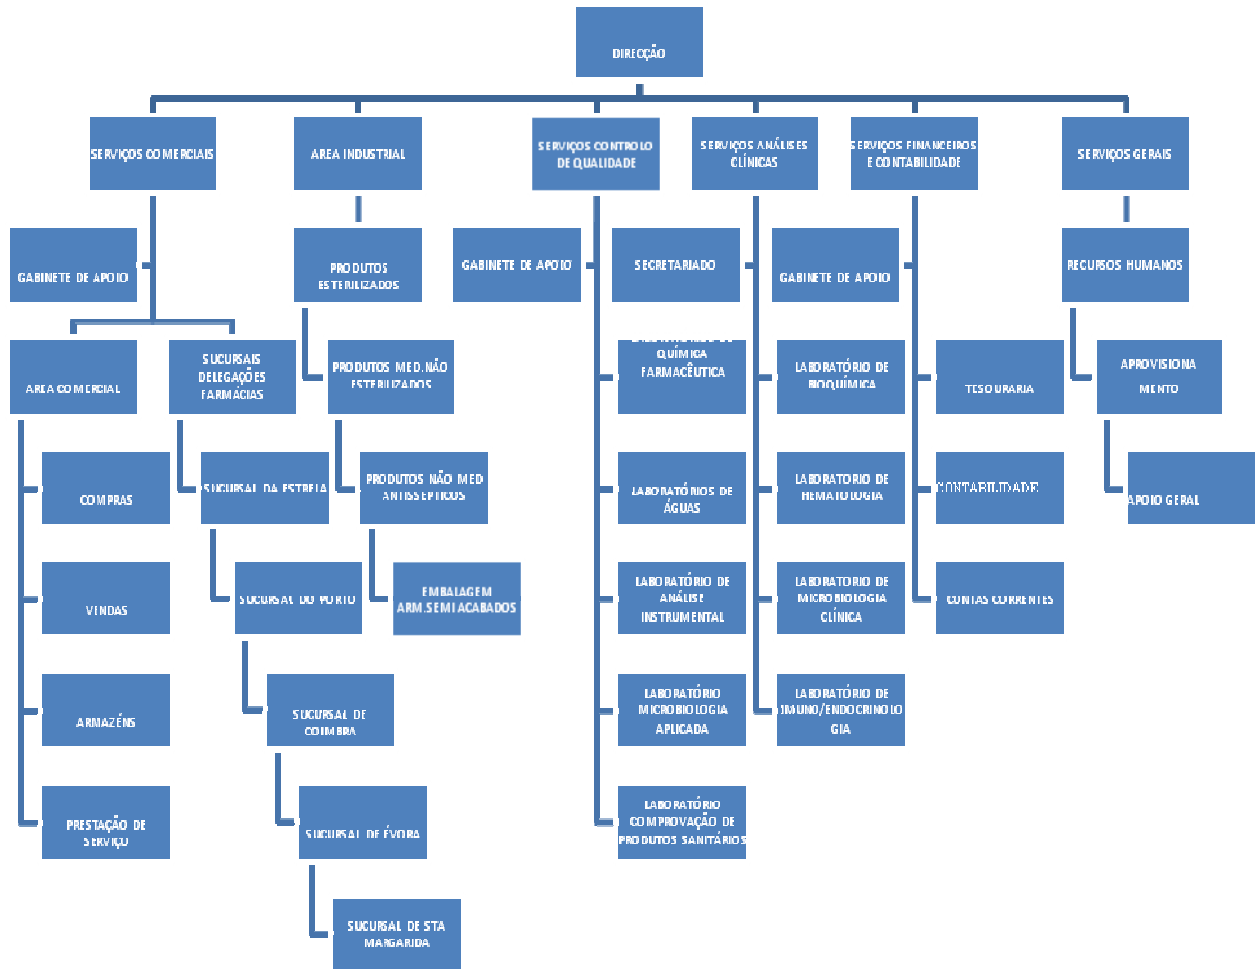 DIRECÇÃO
SERVIÇOS COMERCIAIS
AREA INDUSTRIAL
SERVIÇOS CONTROLO
DE QUALIDADE
SERVIÇOS ANÁLISES
CLÍNICAS
SERVIÇOS FINANCEIROS
E CONTABILIDADE
SERVIÇOS GERAIS
GABINETE DE APOIO
PRODUTOS
ESTERILIZADOS
GABINETE DE APOIO
SECRETARIADO
GABINETE DE APOIO
RECURSOS HUMANOS
AREA COMERCIAL
SUCURSAIS
DELEGAÇÕES
FARMÁCIAS
PRODUTOS MED.NÃO
ESTERILIZADOS
QUÍMICA
FARMACÊUTICA
LABORATÓRIO DE
BIOQUÍMICA
TESOURARIA
APROVISIONA
MENTO
COMPRAS
SUCURSAL DA ESTRELA
PRODUTOS NÃO MED
ANTISSEPTICOS
LABORATÓRIOS DE
ÁGUAS
LABORATORIO DE
HEMATOLOGIA
CONTABILIDADE
APOIO GERAL
VENDAS
SUCURSAL DO PORTO
EMBALAGEM
ARM.SEMI ACABADOS
LABORATÓRIO DE
ANÁLISE
INSTRUMENTAL
LABORATÓRIO DE
MICROBIOLOGIA
CLÍNICA
CONTAS CORRENTES
ARMAZÉNS
SUCURSAL DE
COIMBRA
LABORATÓRIO
MICROBIOLOGIA
APLICADA
LABORATÓRIO DE
IMUNO/ENDOCRINOLO
GIA
PRESTAÇÃO DE
SERVIÇO
SUCURSAL DE ÉVORA
LABORATÓRIO
COMPROVAÇÃO DE
PRODUTOS SANITÁRIOS
SUCURSAL DE STA
MARGARIDA